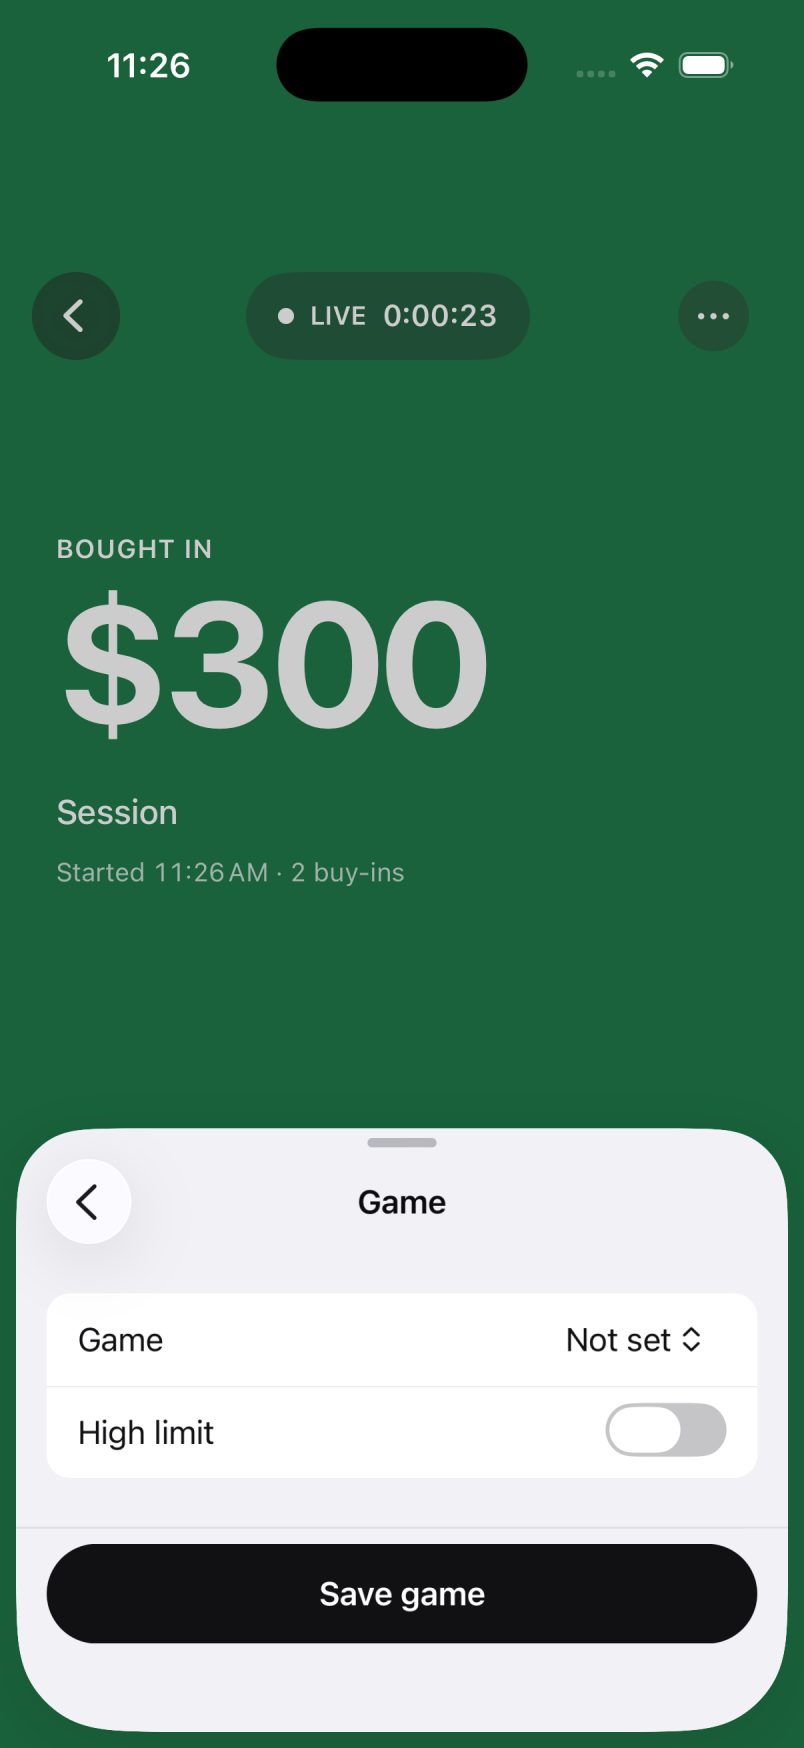 11:26
LIVE 0:00:23
BOUGHT IN
$300
Session
Started 11:26 AM · 2 buy-ins
Game
Game Not set
High limit
Save game